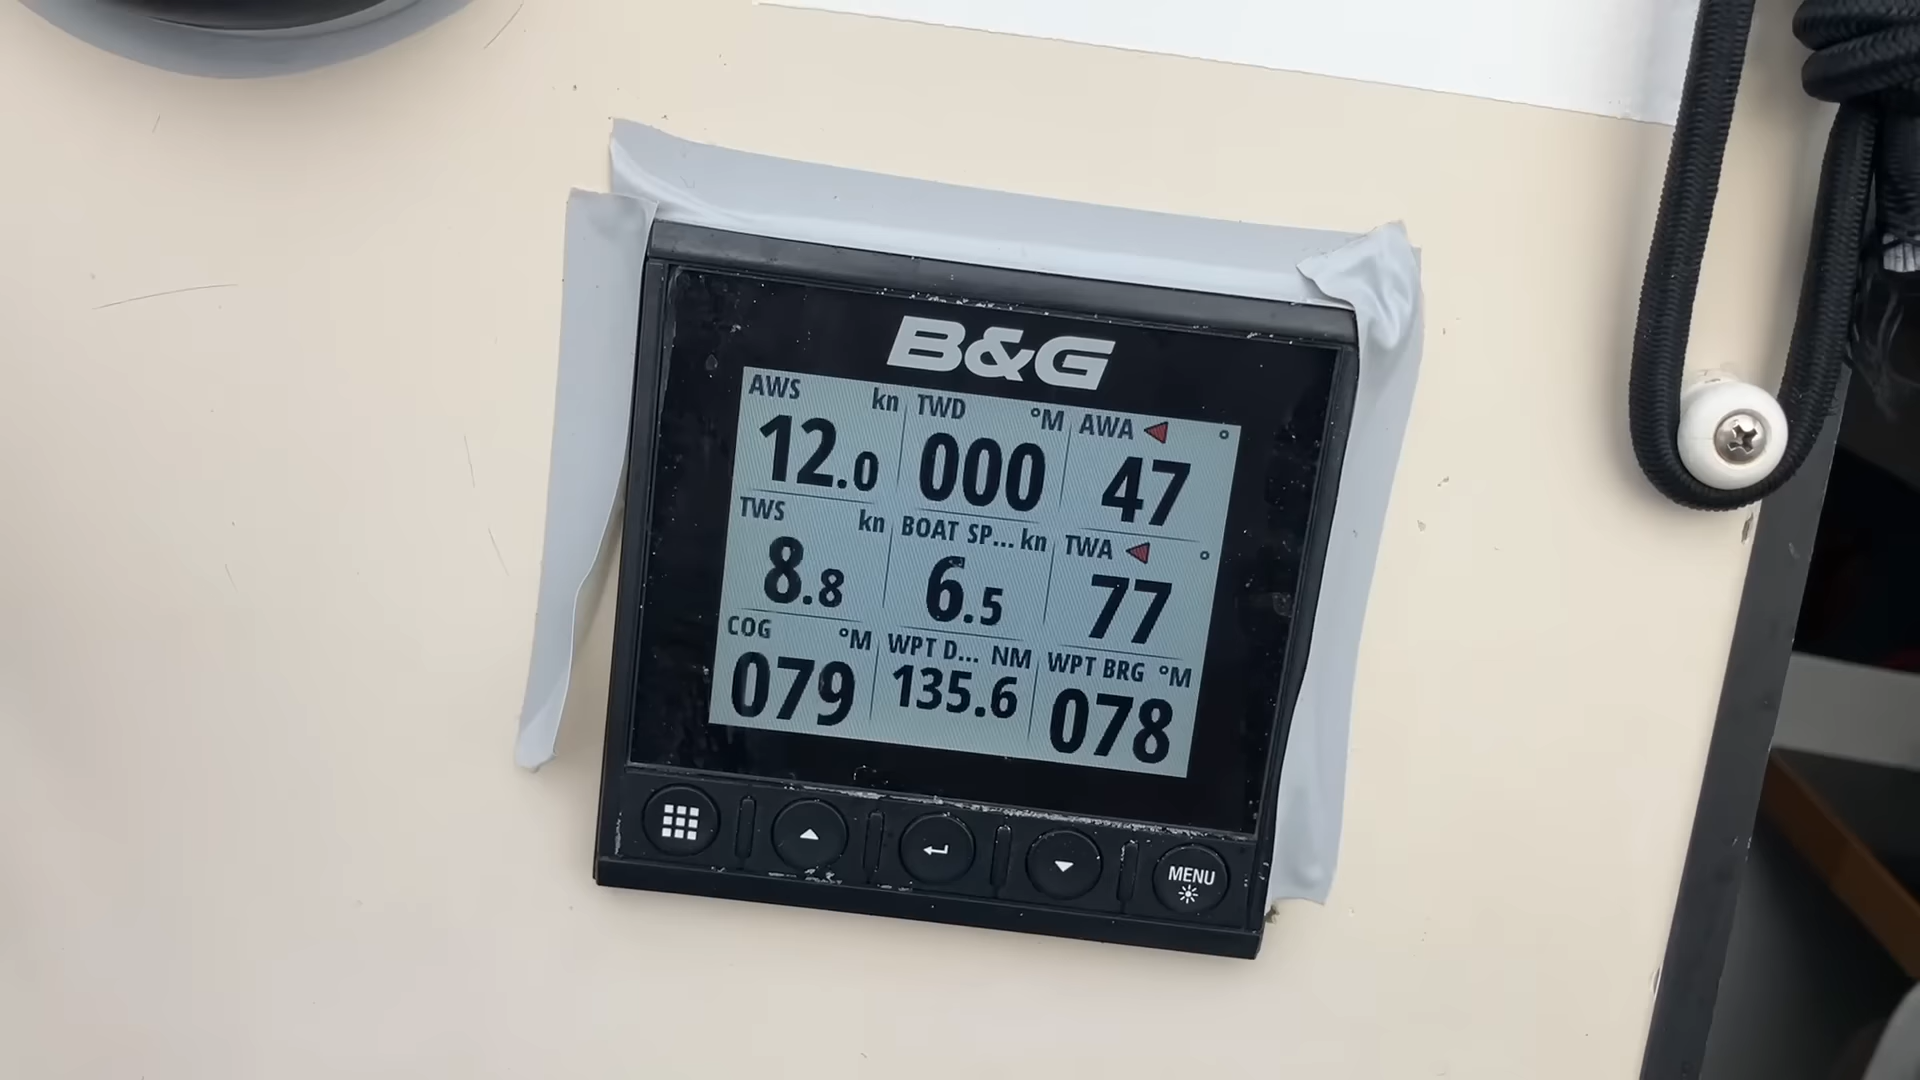 B&G
AWS kn TWD °M AWA °
12.0 000 47
TWS kn BOAT SP... kn TWA °
8.8 6.5 77
COG °M WPT D... NM WPT BRG °M
079 135.6 078
MENU